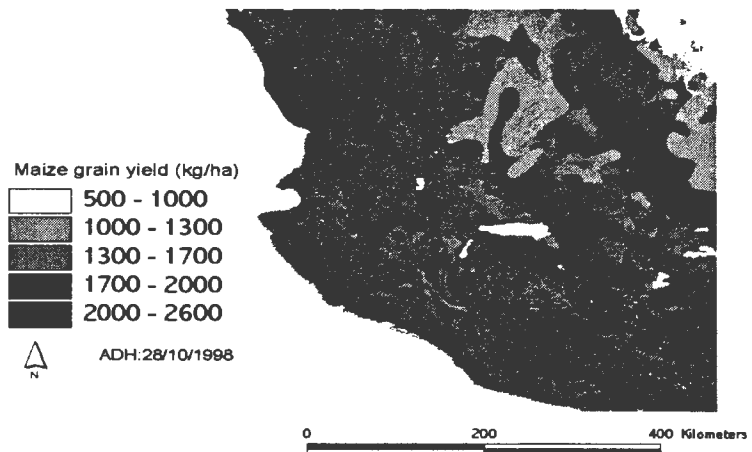 Maize grain yield (kg/ha)
500 - 1000
1000 - 1300
1300 - 1700
1700 - 2000
2000 - 2600
N
ADH:28/10/1998
0 200 400 Kilometers